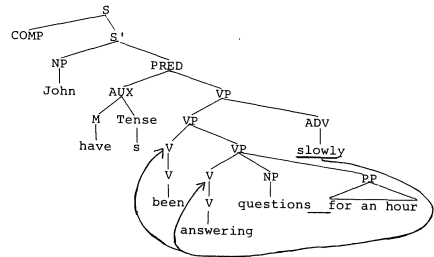 S
COMP S'
NP PRED
John AUX VP
M Tense VP ADV
have s V VP slowly
V V NP PP
been V questions for an hour
answering